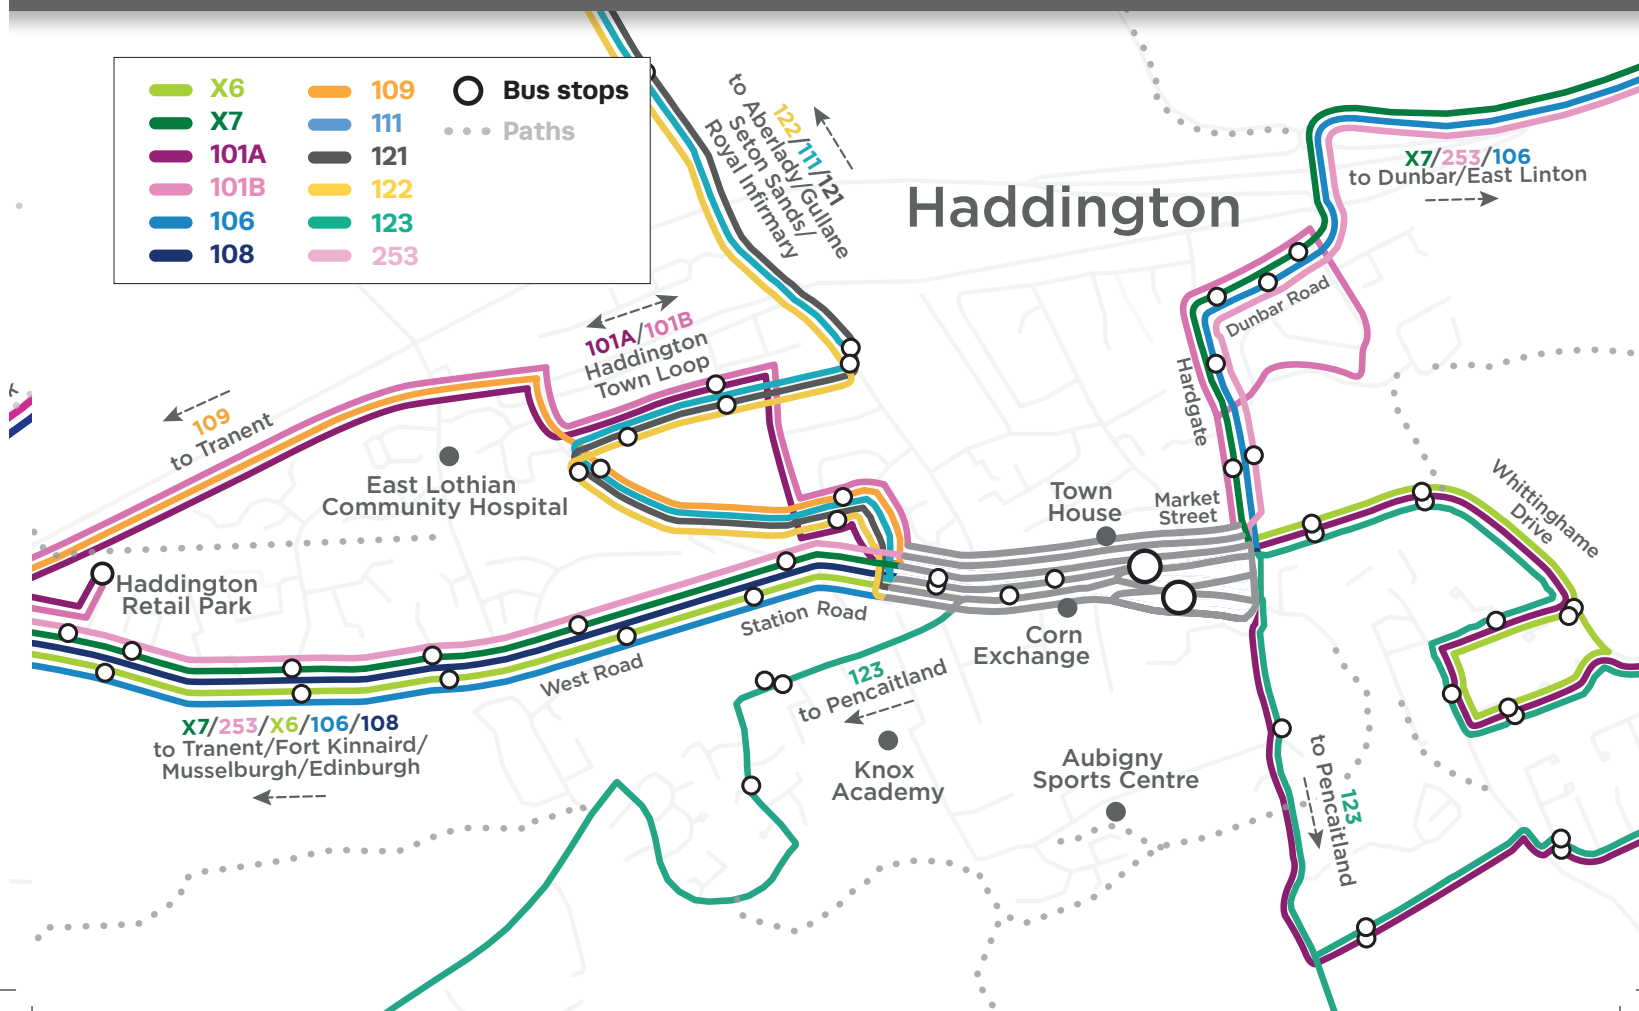 X6
X7
101A
101B
106
108
109
111
121
122
123
253
Bus stops
Paths
122/111/121
to Aberlady/Gullane
Seton Sands/
Royal Infirmary
Haddington
X7/253/106
to Dunbar/East Linton
Dunbar Road
Hardgate
101A/101B
Haddington
Town Loop
109
to Tranent
East Lothian
Community Hospital
Town
House
Market
Street
Whittinghame
Drive
Haddington
Retail Park
Station Road
Corn
Exchange
West Road
123
to Pencaitland
X7/253/X6/106/108
to Tranent/Fort Kinnaird/
Musselburgh/Edinburgh
Knox
Academy
Aubigny
Sports Centre
123
to Pencaitland